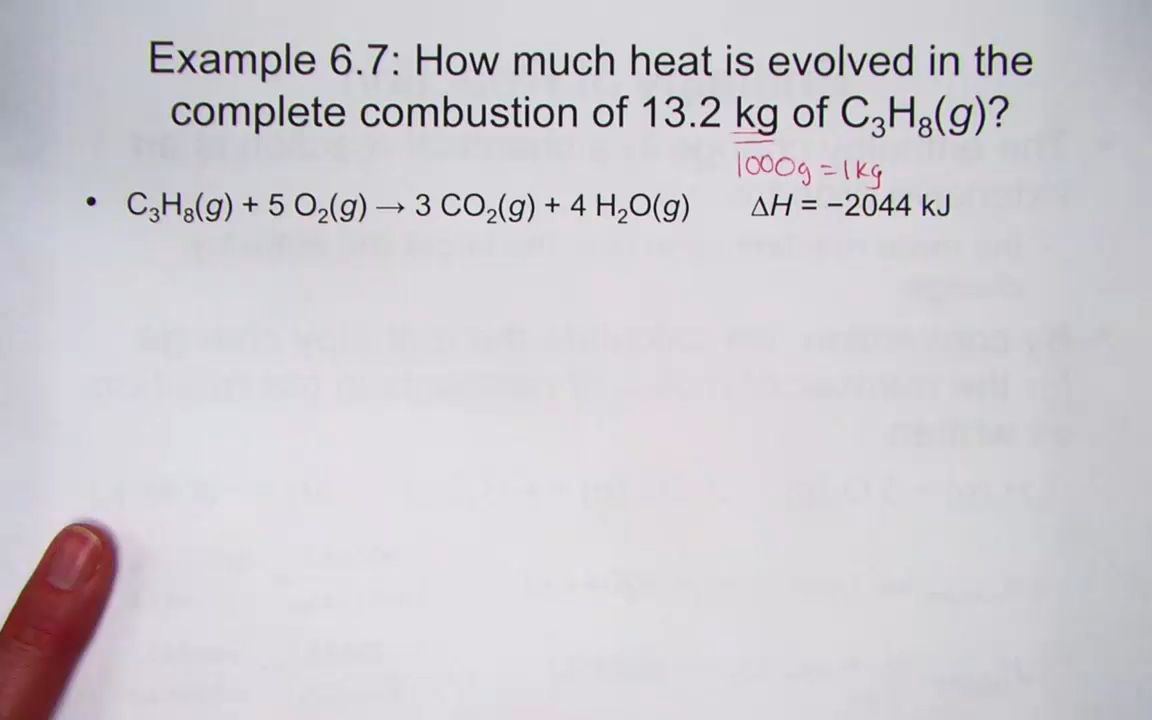 Example 6.7: How much heat is evolved in the
complete combustion of 13.2 kg of C₃H₈(g)?
1000g = 1kg
• C₃H₈(g) + 5 O₂(g) → 3 CO₂(g) + 4 H₂O(g) ΔH = −2044 kJ